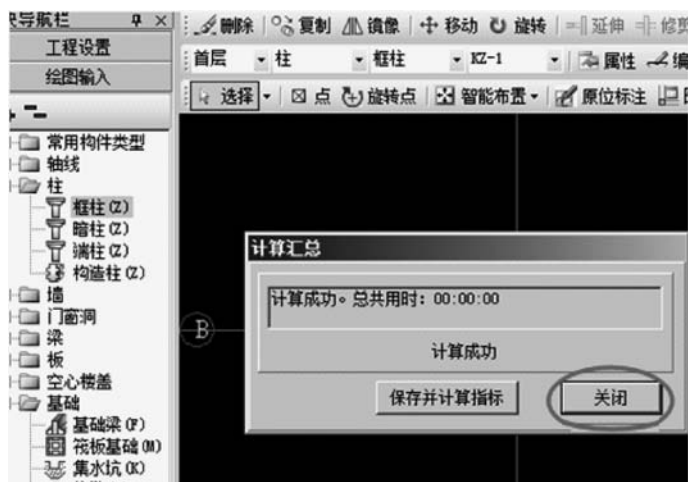 导航栏
工程设置
绘图输入
常用构件类型
轴线
柱
框柱(Z)
暗柱(Z)
端柱(Z)
构造柱(Z)
墙
门窗洞
梁
板
空心楼盖
基础
基础梁(F)
筏板基础(M)
集水坑(K)
删除 复制 镜像 移动 旋转 延伸 修剪
首层 柱 框柱 KZ-1 属性 编
选择 点 旋转点 智能布置 原位标注
B
计算汇总
计算成功。总共用时：00:00:00
计算成功
保存并计算指标 关闭